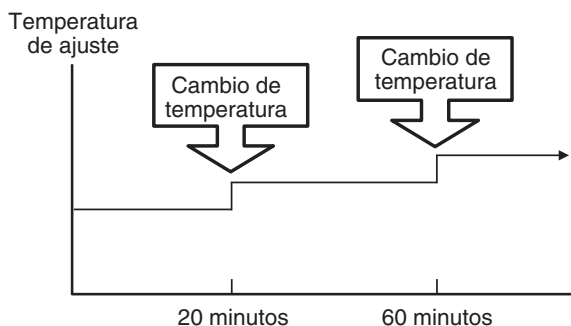 Temperatura
de ajuste
Cambio de
temperatura
Cambio de
temperatura
20 minutos
60 minutos